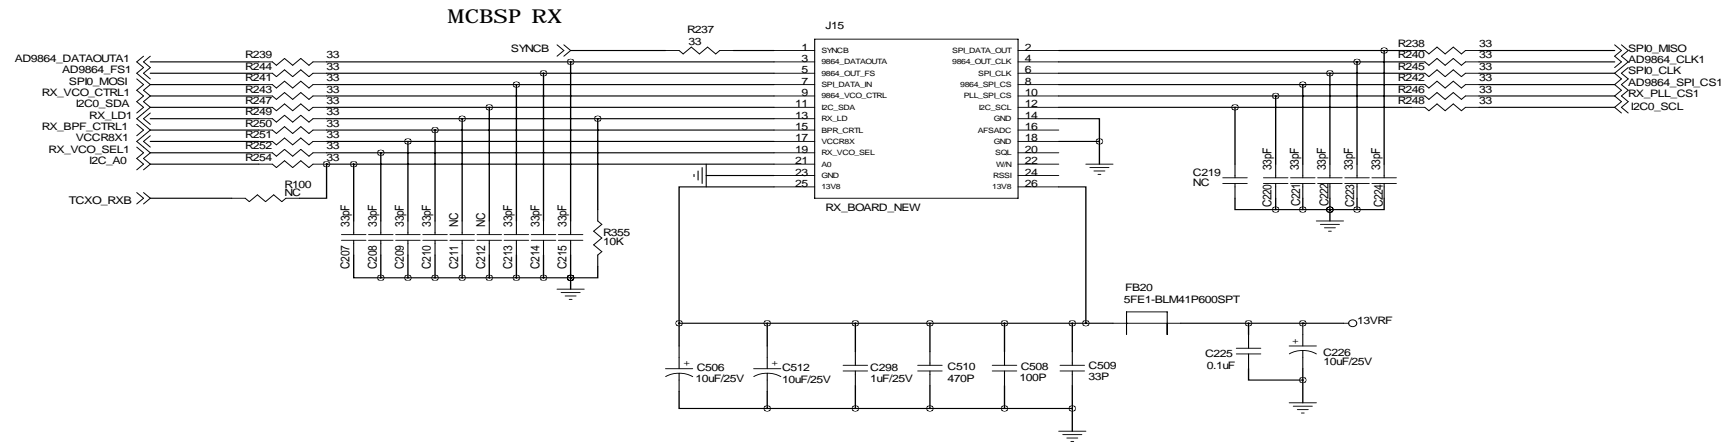 MCBSP RX
J15
R237
33
SYNCB
1 SYNCB SPI_DATA_OUT 2
3 9864_DATAOUTA 9864_OUT_CLK 4
5 9864_OUT_FS SPI_CLK 6
7 SPI_DATA_IN 9864_SPI_CS 8
9 9864_VCO_CTRL PLL_SPI_CS 10
11 I2C_SDA I2C_SCL 12
13 RX_LD GND 14
15 BPR_CRTL AFSADC 16
17 VCCR8X GND 18
19 RX_VCO_SEL SQL 20
21 A0 W/N 22
23 GND RSSI 24
25 13V8 13V8 26
RX_BOARD_NEW
AD9864_DATAOUTA1 R239 33
AD9864_FS1 R244 33
SPI0_MOSI R241 33
RX_VCO_CTRL1 R243 33
I2C0_SDA R247 33
RX_LD1 R249 33
RX_BPF_CTRL1 R250 33
VCCR8X1 R251 33
RX_VCO_SEL1 R252 33
I2C_A0 R254 33
TCXO_RXB R100 NC
R238 33 SPI0_MISO
R240 33 AD9864_CLK1
R245 33 SPI0_CLK
R242 33 AD9864_SPI_CS1
R246 33 RX_PLL_CS1
R248 33 I2C0_SCL
C207 33pF
C208 33pF
C209 33pF
C210 33pF
C211 NC
C212 NC
C213 33pF
C214 33pF
C215 33pF
R355
10K
C219
NC
C220 33pF
C221 33pF
C222 33pF
C223 33pF
C224 33pF
FB20
5FE1-BLM41P600SPT
13VRF
+ C506
10uF/25V
+ C512
10uF/25V
C298
1uF/25V
C510
470P
C508
100P
C509
33P
C225
0.1uF
+ C226
10uF/25V